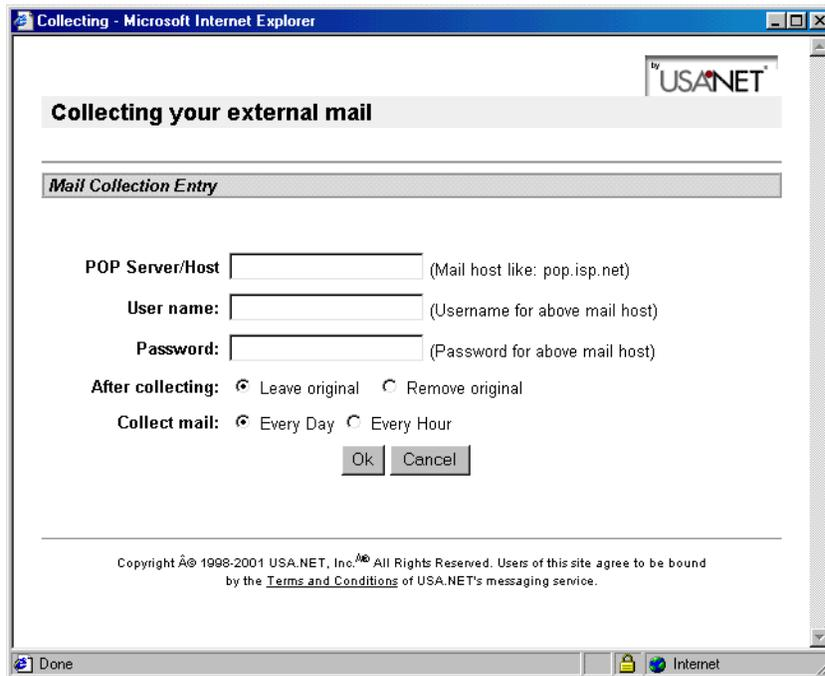 Collecting - Microsoft Internet Explorer
by USA.NET
Collecting your external mail
Mail Collection Entry
POP Server/Host (Mail host like: pop.isp.net)
User name: (Username for above mail host)
Password: (Password for above mail host)
After collecting: Leave original Remove original
Collect mail: Every Day Every Hour
Ok Cancel
Copyright © 1998-2001 USA.NET, Inc.® All Rights Reserved. Users of this site agree to be bound
by the Terms and Conditions of USA.NET's messaging service.
Done Internet